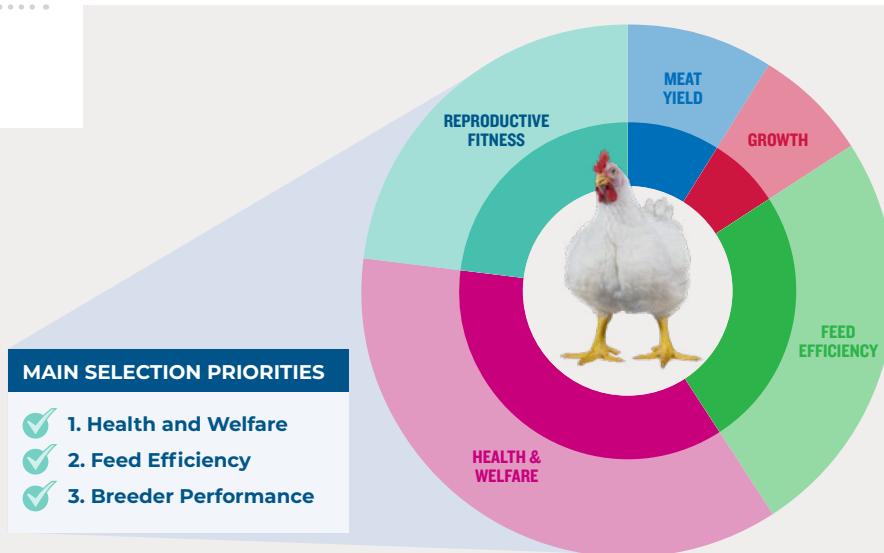 MEAT
YIELD
REPRODUCTIVE
FITNESS
GROWTH
FEED
EFFICIENCY
MAIN SELECTION PRIORITIES
1. Health and Welfare
2. Feed Efficiency
3. Breeder Performance
HEALTH &
WELFARE